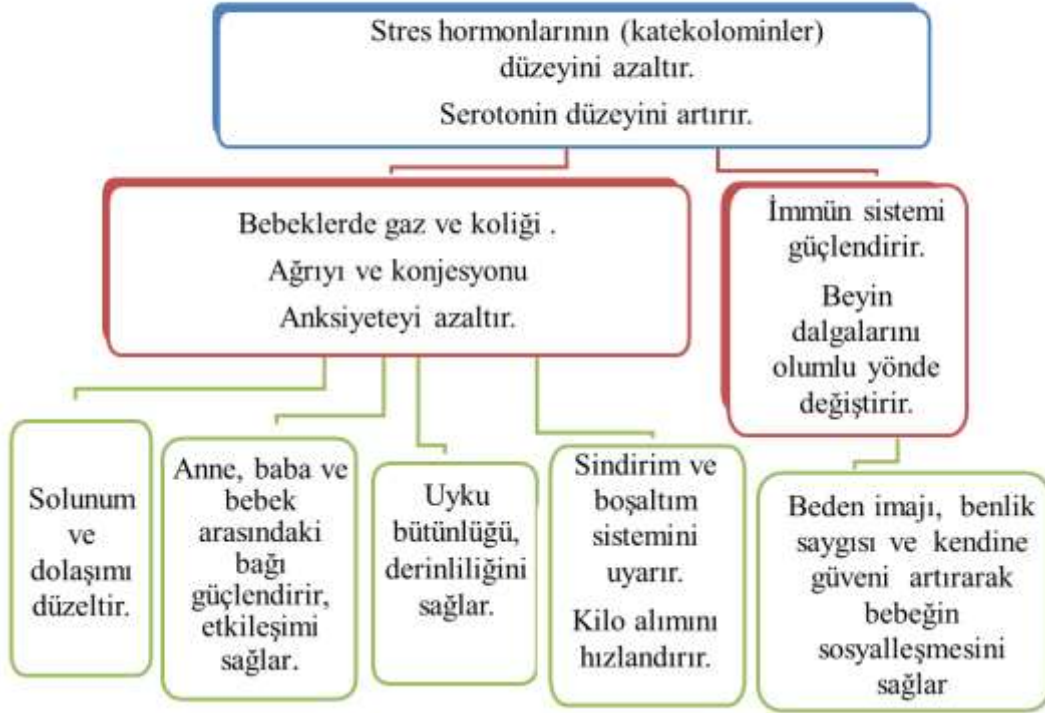 Stres hormonlarının (katekolominler)
düzeyini azaltır.
Serotonin düzeyini artırır.
Bebeklerde gaz ve koliği .
Ağrıyı ve konjesyonu
Anksiyeteyi azaltır.
İmmün sistemi
güçlendirir.
Beyin
dalgalarını
olumlu yönde
değiştirir.
Solunum
ve
dolaşımı
düzeltir.
Anne, baba ve
bebek
arasındaki
bağı
güçlendirir,
etkileşimi
sağlar.
Uyku
bütünlüğü,
derinliliğini
sağlar.
Sindirim ve
boşaltım
sistemini
uyarır.
Kilo alımını
hızlandırır.
Beden imajı, benlik
saygısı ve kendine
güveni artırarak
bebeğin
sosyalleşmesini
sağlar